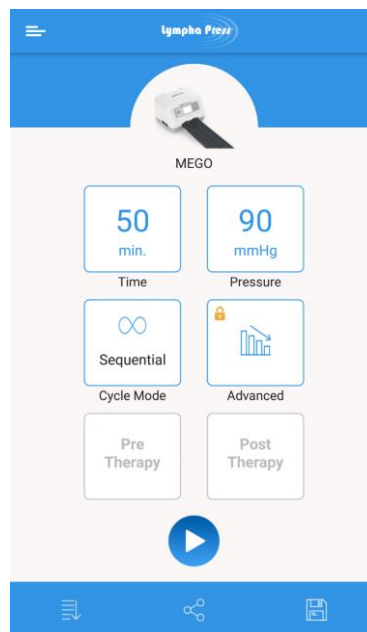 Lympha Press
MEGO
50 90
min. mmHg
Time Pressure
Sequential
Cycle Mode Advanced
Pre Post
Therapy Therapy